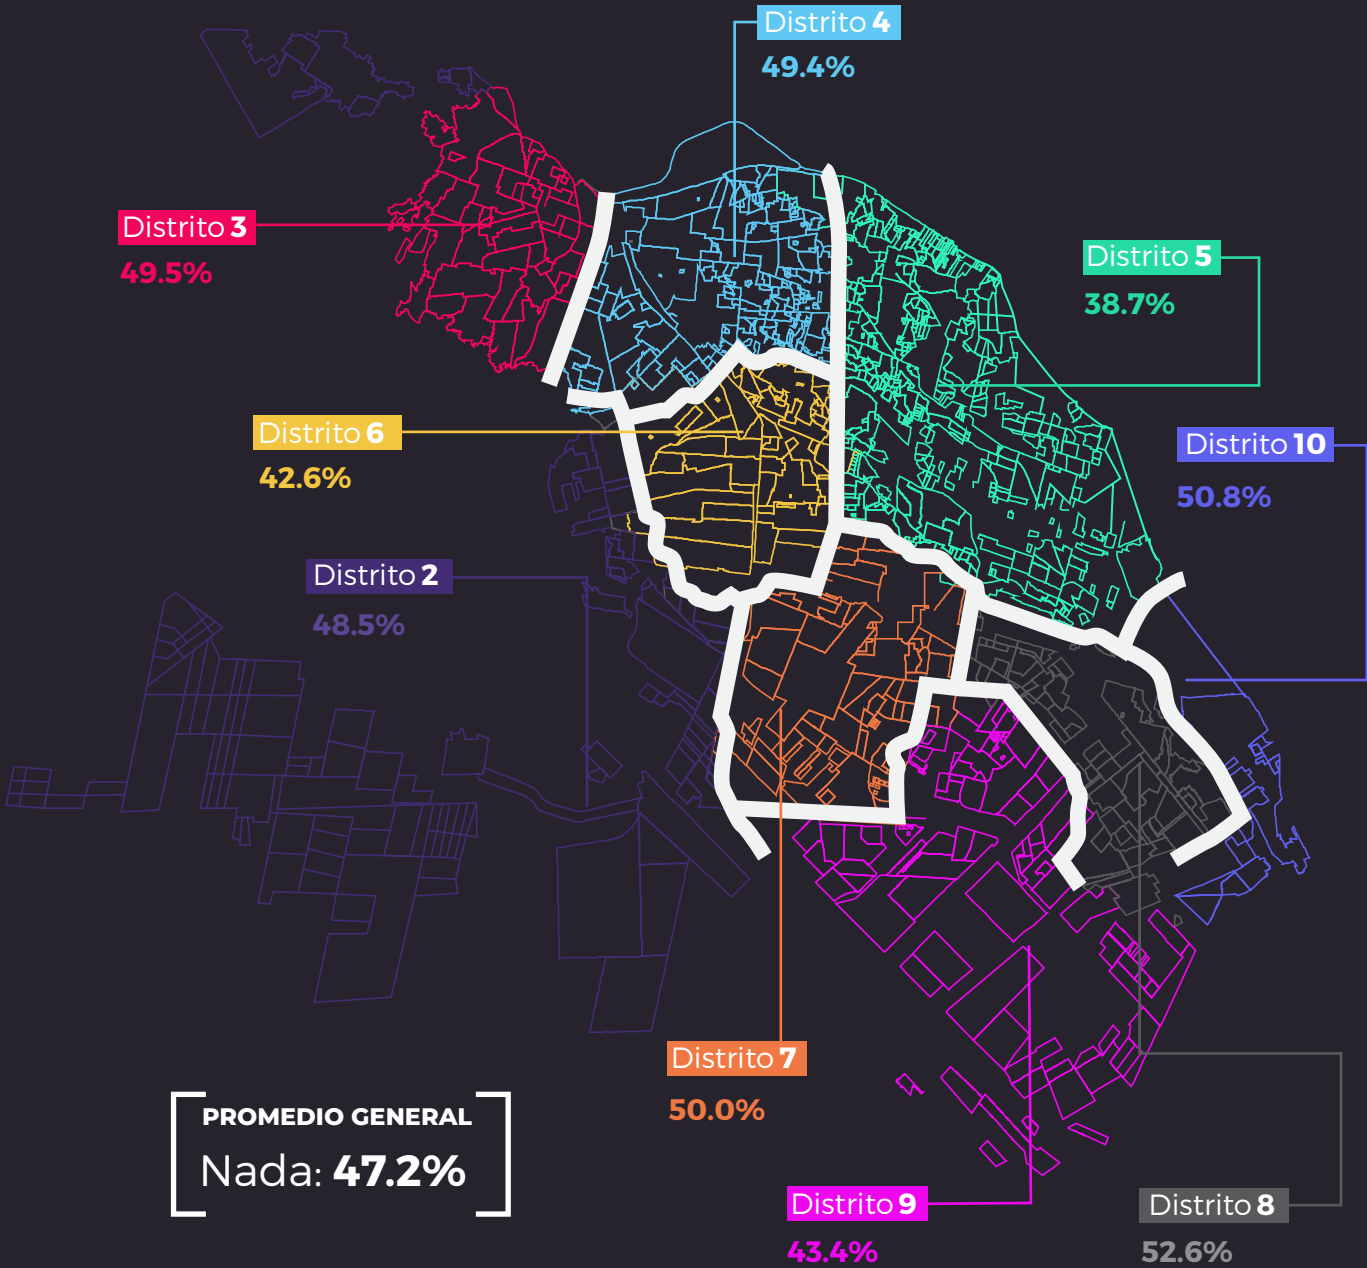 Distrito 4
49.4%
Distrito 3
49.5%
Distrito 5
38.7%
Distrito 6
42.6%
Distrito 10
50.8%
Distrito 2
48.5%
Distrito 7
50.0%
PROMEDIO GENERAL
Nada: 47.2%
Distrito 9
43.4%
Distrito 8
52.6%